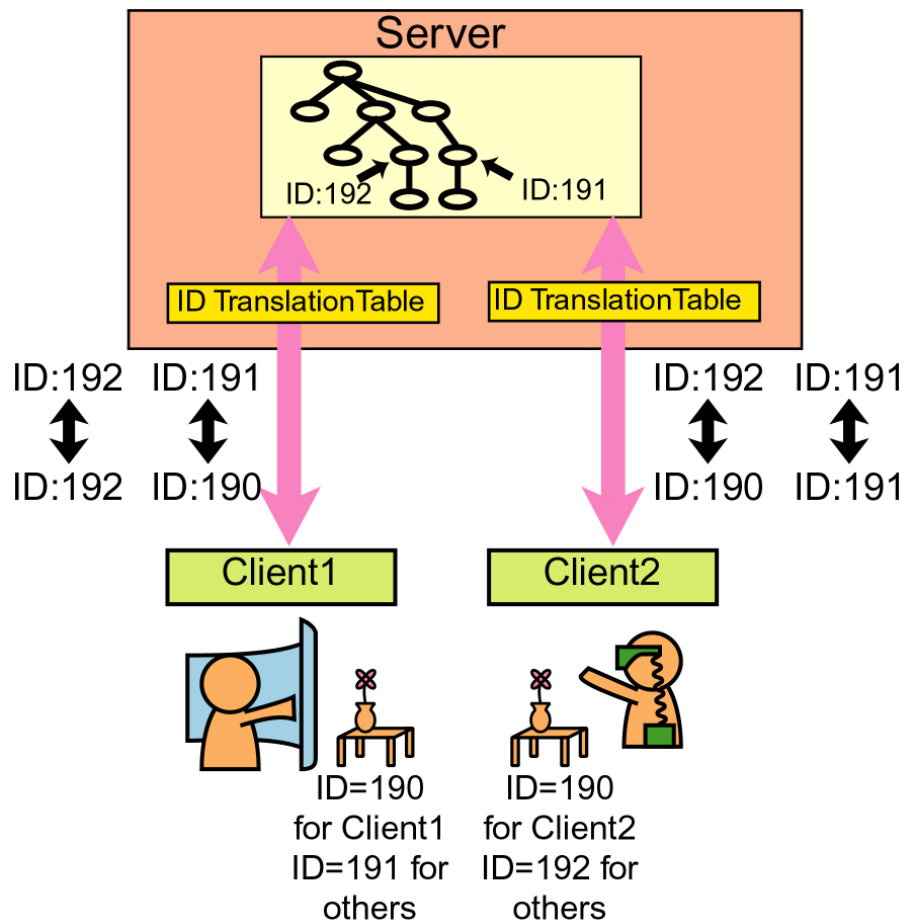 Server
ID:192
ID:191
ID TranslationTable
ID TranslationTable
ID:192 ID:191
ID:192 ID:190
ID:192 ID:191
ID:190 ID:191
Client1
Client2
ID=190
for Client1
ID=191 for
others
ID=190
for Client2
ID=192 for
others